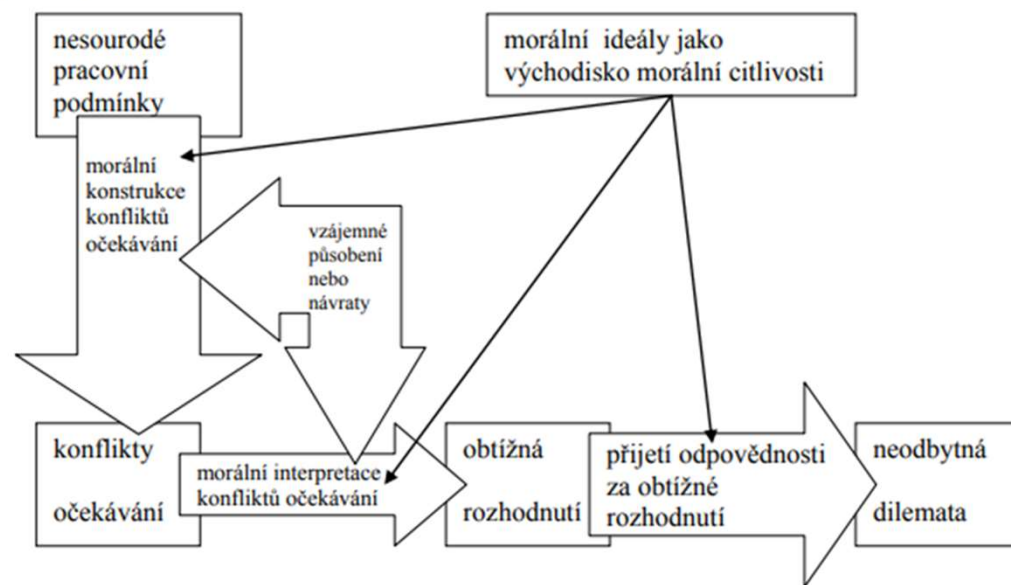 nesourodé
pracovní
podmínky
morální  ideály jako
východisko morální citlivosti
morální
konstrukce
konfliktů
očekávání
vzájemné
působení
nebo
návraty
konflikty
očekávání
morální interpretace
konfliktů očekávání
obtížná
rozhodnutí
přijetí odpovědnosti
za obtížné
rozhodnutí
neodbytná
dilemata